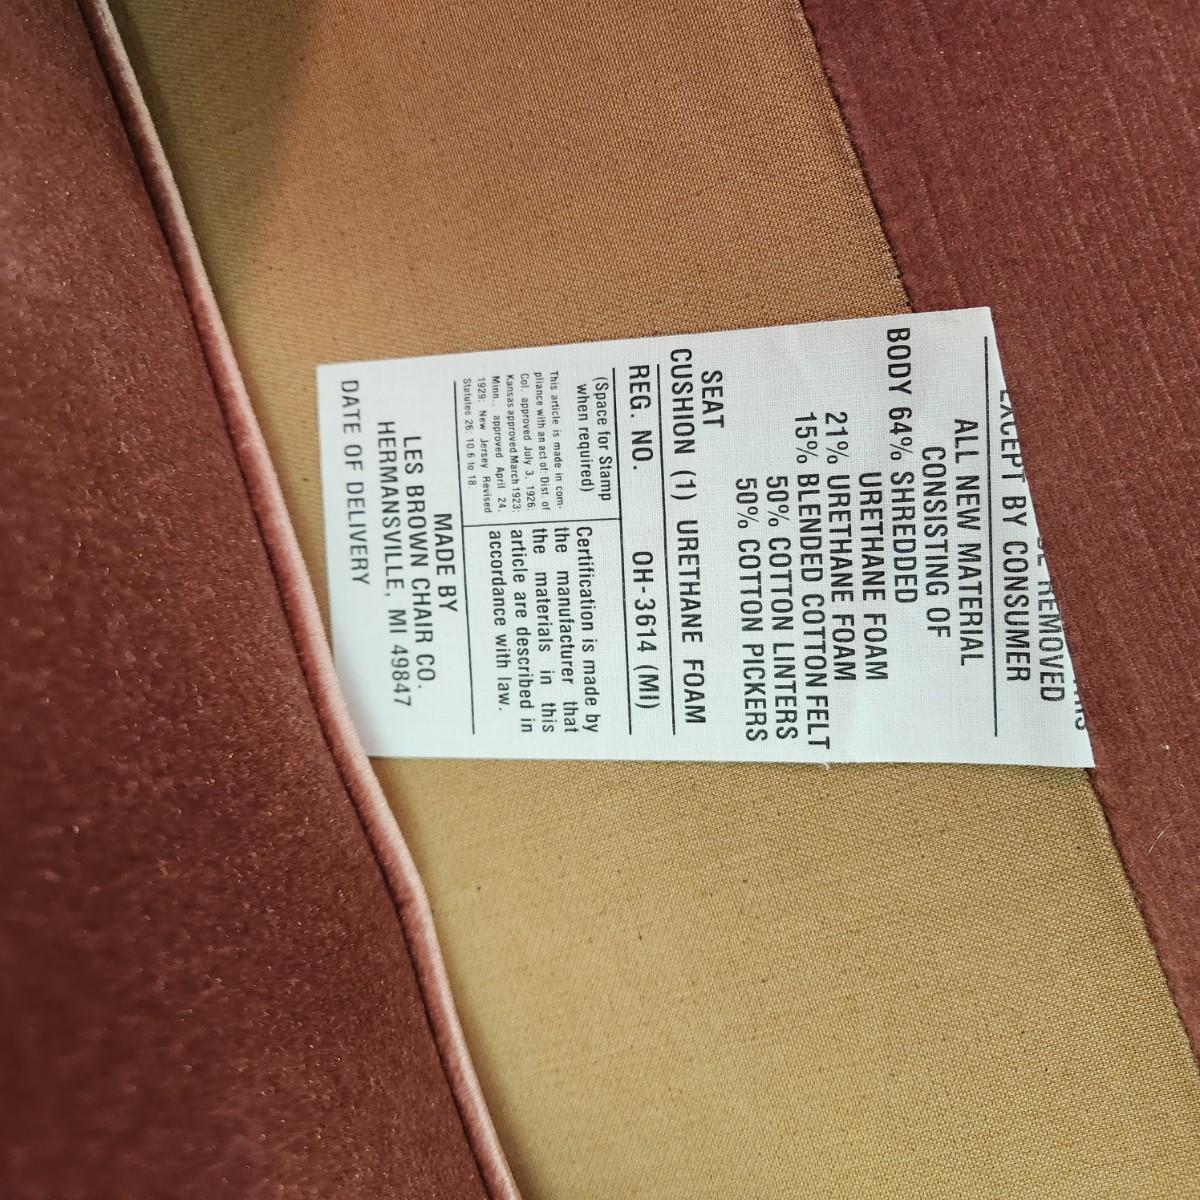 REMOVED
EXCEPT BY CONSUMER
ALL NEW MATERIAL
CONSISTING OF
BODY 64% SHREDDED
URETHANE FOAM
21% URETHANE FOAM
15% BLENDED COTTON FELT
50% COTTON LINTERS
50% COTTON PICKERS
SEAT
CUSHION (1) URETHANE FOAM
REG. NO. OH-3614 (MI)
(Space for Stamp
when required)
This article is made in com-
pliance with an act of: Dist. of
Col. approved July 3, 1926;
Kansas approved March 1923;
Minn., approved April 24,
1929; New Jersey Revised
Statutes 26: 10.6 to 18.
Certification is made by
the manufacturer that
the materials in this
article are described in
accordance with law.
MADE BY
LES BROWN CHAIR CO.
HERMANSVILLE, MI 49847
DATE OF DELIVERY